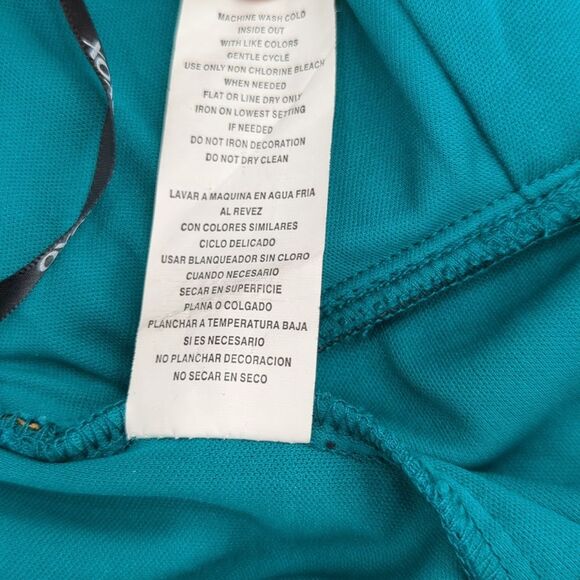 MACHINE WASH COLD
INSIDE OUT
WITH LIKE COLORS
GENTLE CYCLE
USE ONLY NON CHLORINE BLEACH
WHEN NEEDED
FLAT OR LINE DRY ONLY
IRON ON LOWEST SETTING
IF NEEDED
DO NOT IRON DECORATION
DO NOT DRY CLEAN
LAVAR A MAQUINA EN AGUA FRIA
AL REVEZ
CON COLORES SIMILARES
CICLO DELICADO
USAR BLANQUEADOR SIN CLORO
CUANDO NECESARIO
SECAR EN SUPERFICIE
PLANA O COLGADO
PLANCHAR A TEMPERATURA BAJA
SI ES NECESARIO
NO PLANCHAR DECORACION
NO SECAR EN SECO